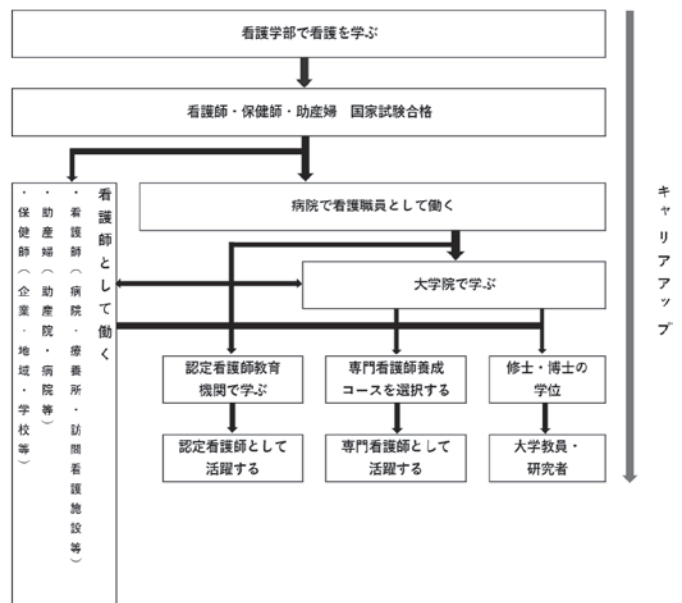 看護学部で看護を学ぶ
看護師・保健師・助産婦　国家試験合格
病院で看護職員として働く
大学院で学ぶ
看護師として働く
・看護師（病院・療養所・訪問看護施設等）
・助産婦（助産院・病院等）
・保健師（企業・地域・学校等）
認定看護師教育
機関で学ぶ
専門看護師養成
コースを選択する
修士・博士の
学位
認定看護師として
活躍する
専門看護師として
活躍する
大学教員・
研究者
キャリアアップ